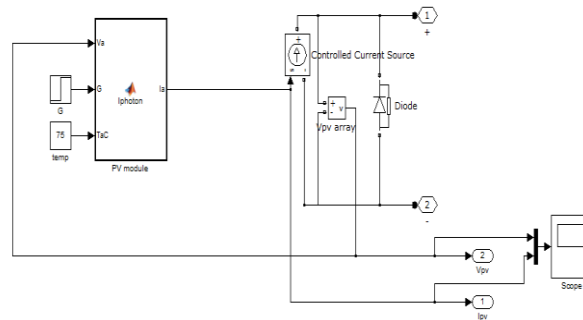 1
+
Controlled Current Source
+
Va
Iphoton
Ia
G
G
+
-
v
Vpv array
Diode
75
TaC
temp
PV module
2
-
2
Vpv
Scope
1
Ipv